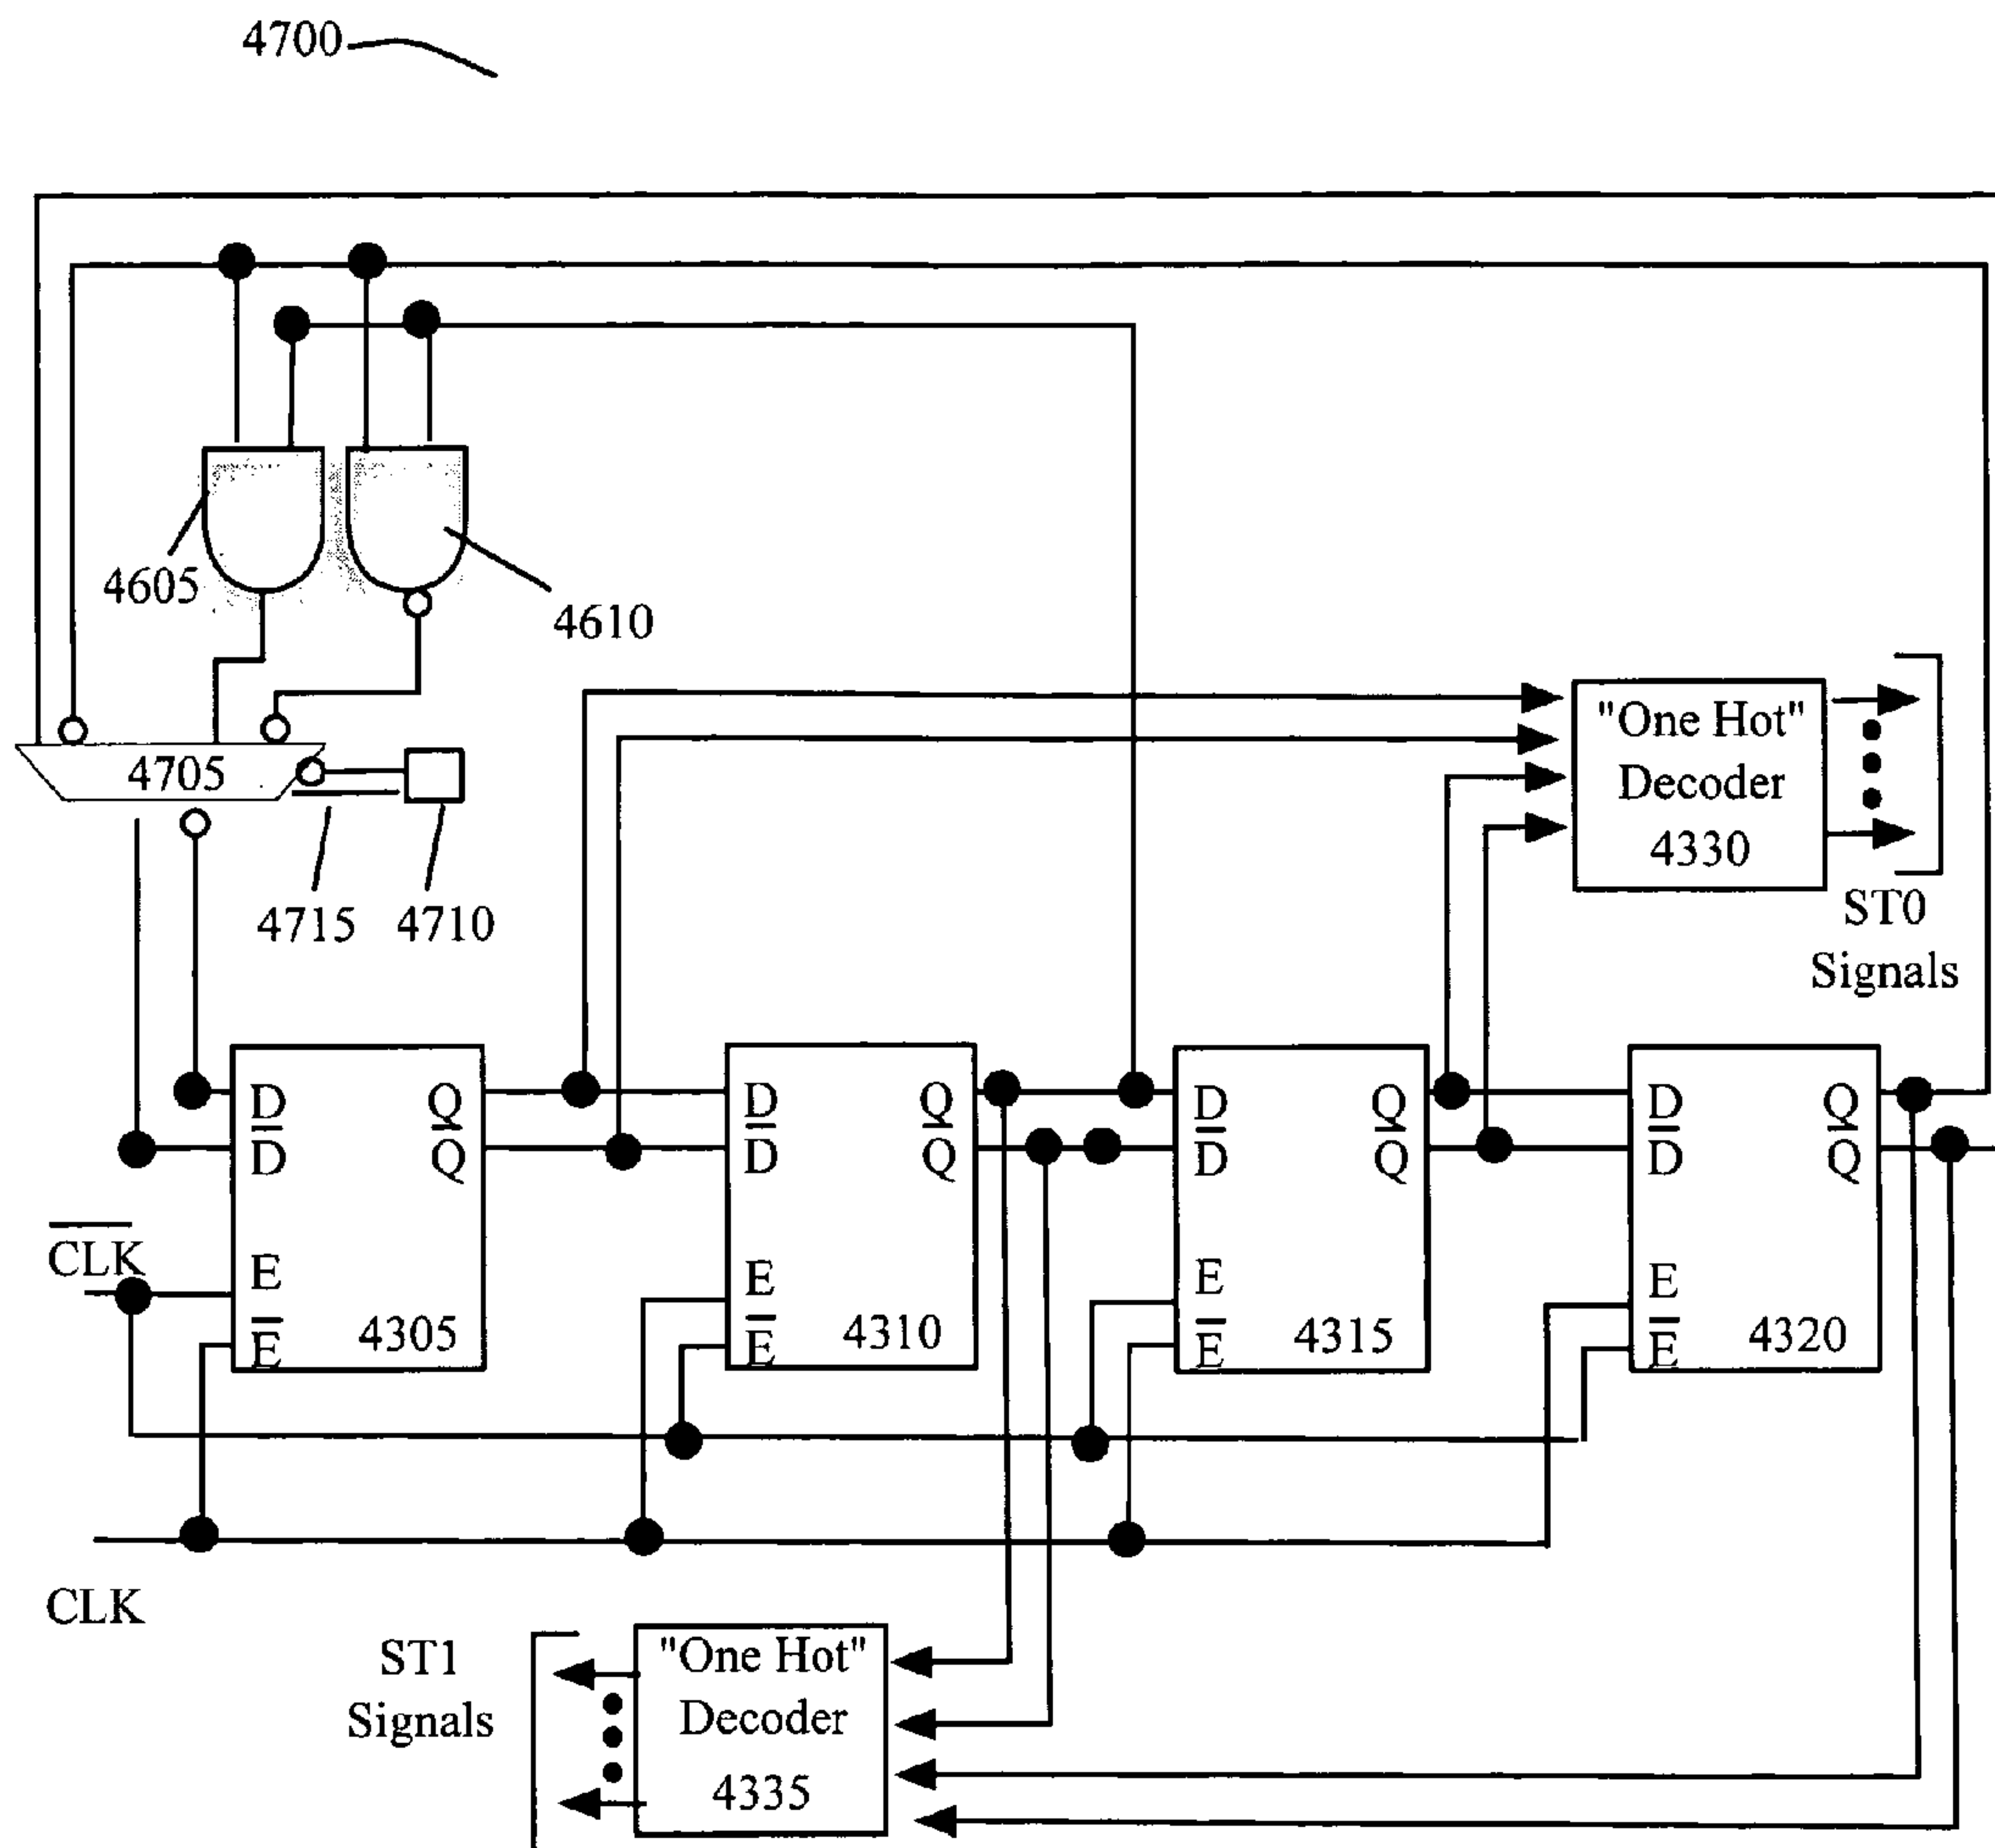 4700
4605
4610
4705
4715
4710
"One Hot"
Decoder
4330
ST0
Signals
D
D̅
Q
Q̅
E
E̅
4305
D
D̅
Q
Q̅
E
E̅
4310
D
D̅
Q
Q̅
E
E̅
4315
D
D̅
Q
Q̅
E
E̅
4320
C̅L̅K̅
CLK
ST1
Signals
"One Hot"
Decoder
4335